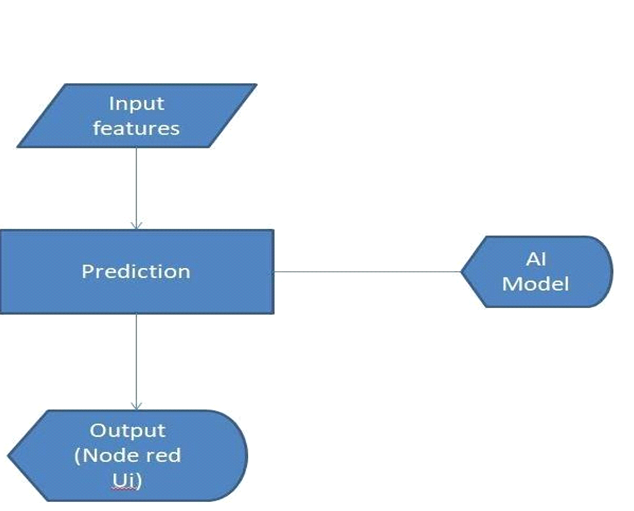 Input
features
Prediction
AI
Model
Output
(Node red
Ui)